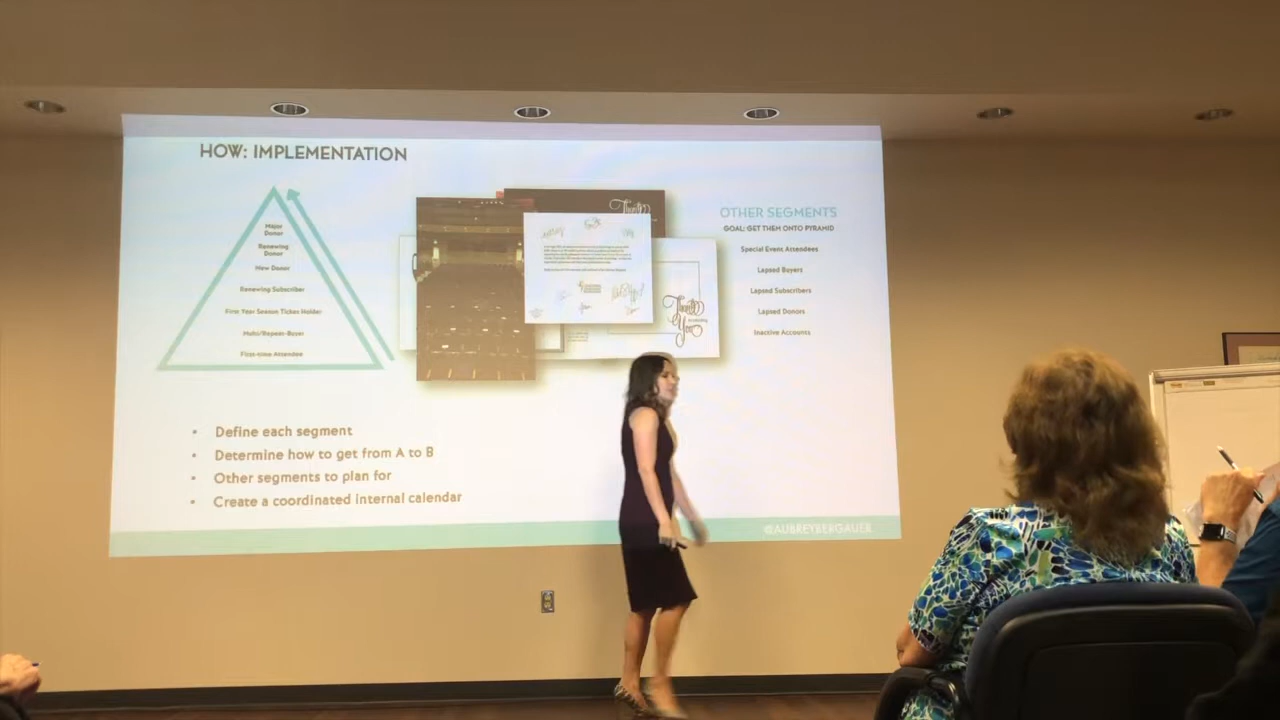 HOW: IMPLEMENTATION
Major
Donor
Renewing
Donor
New Donor
Renewing Subscriber
First Year Season Ticket Holder
Multi/Repeat-Buyer
First-time Attendee
Thank
Thank
You
OTHER SEGMENTS
GOAL: GET THEM ONTO PYRAMID
Special Event Attendees
Lapsed Buyers
Lapsed Subscribers
Lapsed Donors
Inactive Accounts
• Define each segment
• Determine how to get from A to B
• Other segments to plan for
• Create a coordinated internal calendar
@AUBREYBERGAUER